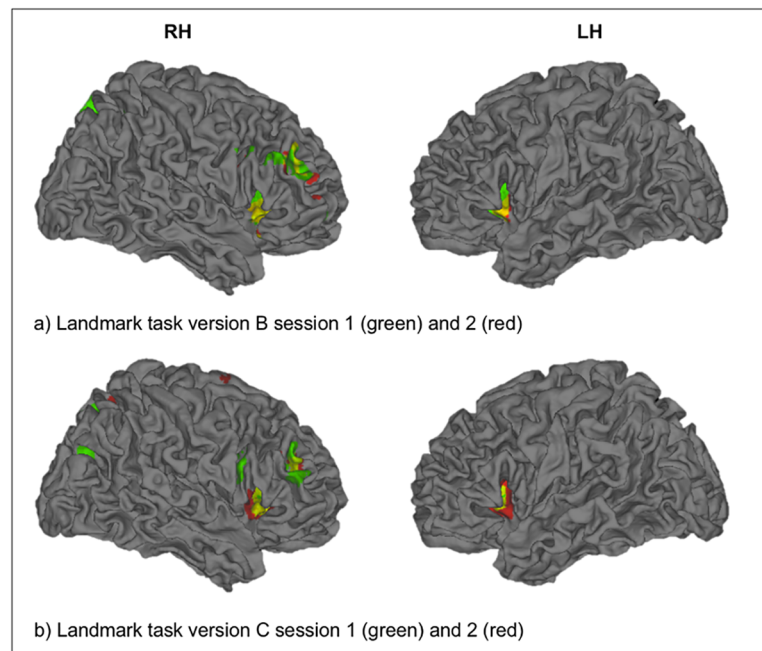 RH
LH
a) Landmark task version B session 1 (green) and 2 (red)
b) Landmark task version C session 1 (green) and 2 (red)